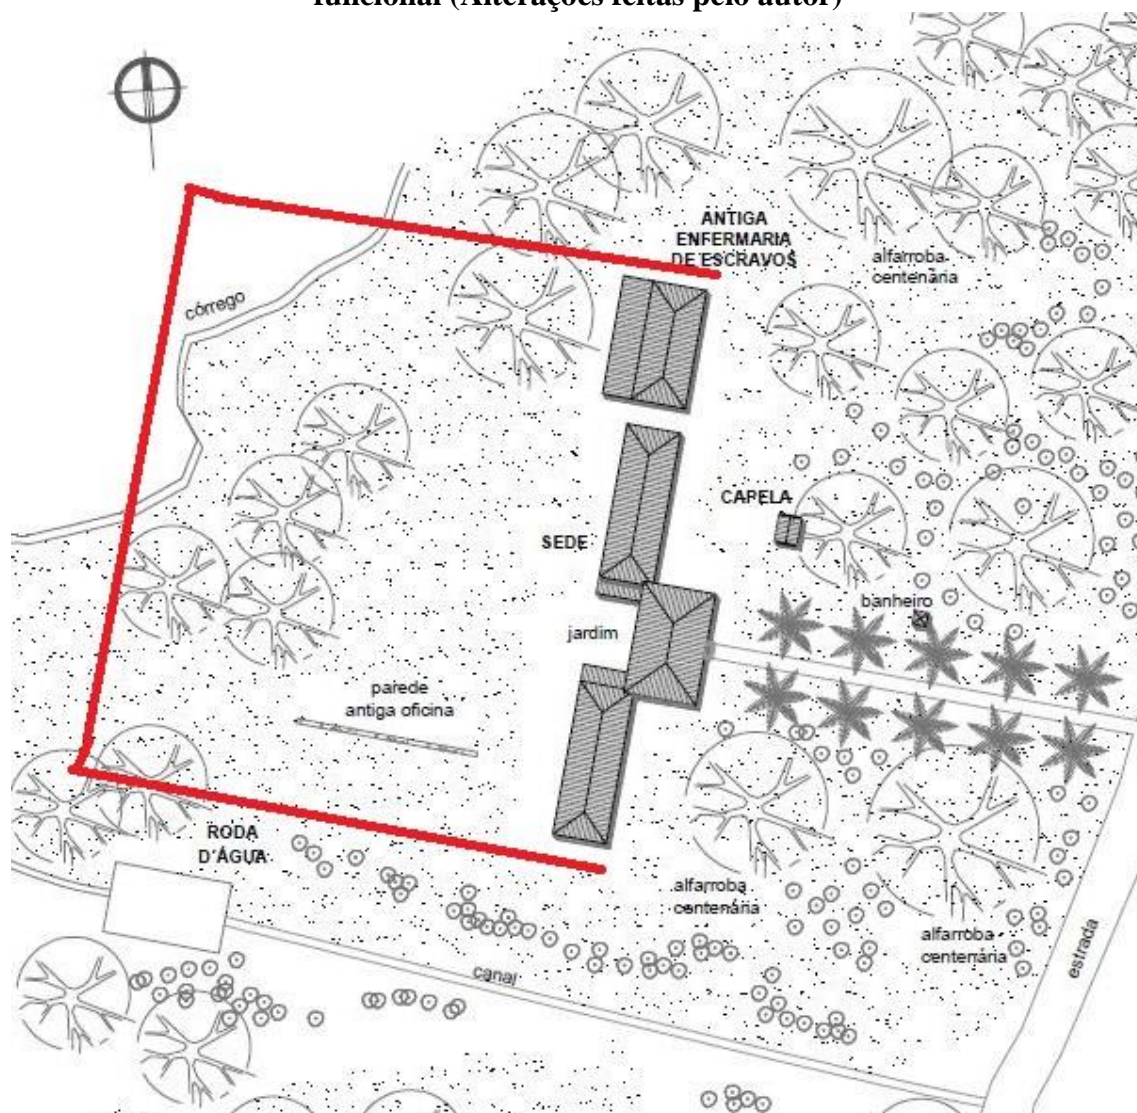 funcional (Alterações feitas pelo autor)
ANTIGA
ENFERMARIA
DE ESCRAVOS
alfarroba
centenária
córrego
CAPELA
SEDE
banheiro
jardim
parede
antiga oficina
RODA
D'ÁGUA
alfarroba
centenária
alfarroba
centenária
estrada
canal